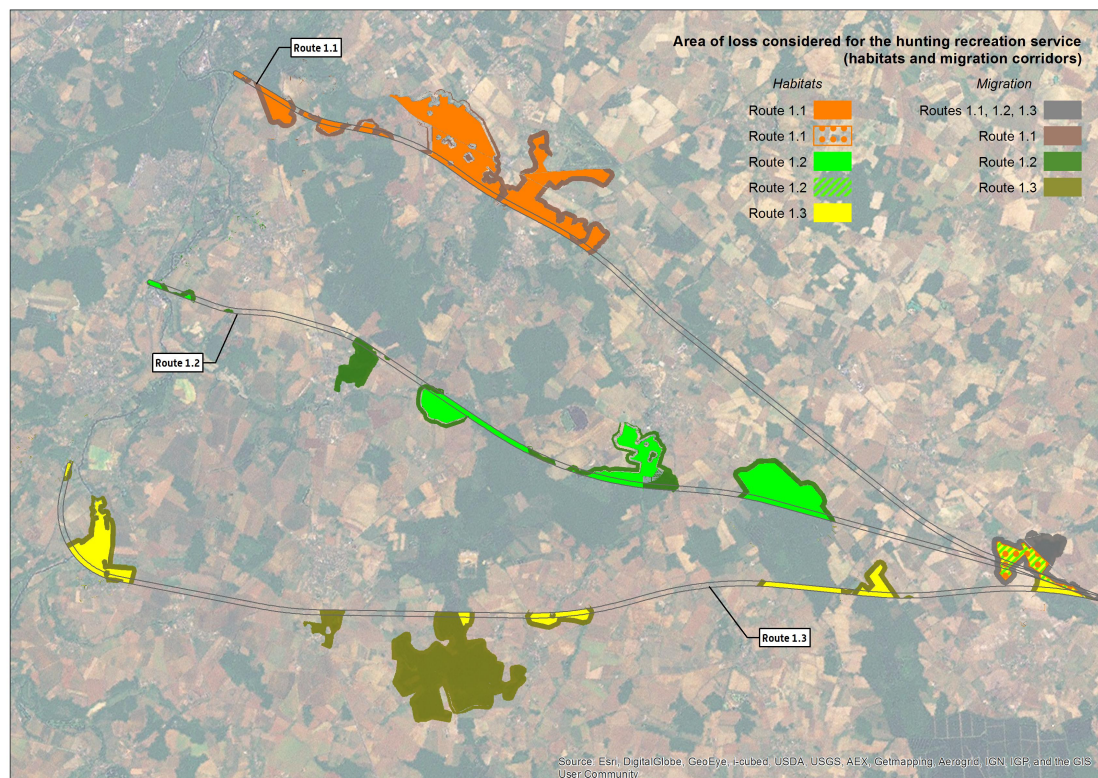 Route 1.1
Area of loss considered for the hunting recreation service
(habitats and migration corridors)
Habitats
Route 1.1
Route 1.1
Route 1.2
Route 1.2
Route 1.3
Migration
Routes 1.1, 1.2, 1.3
Route 1.1
Route 1.2
Route 1.3
Route 1.2
Route 1.3
Source: Esri, DigitalGlobe, GeoEye, i-cubed, USDA, USGS, AEX, Getmapping, Aerogrid, IGN, IGP, and the GIS
User Community